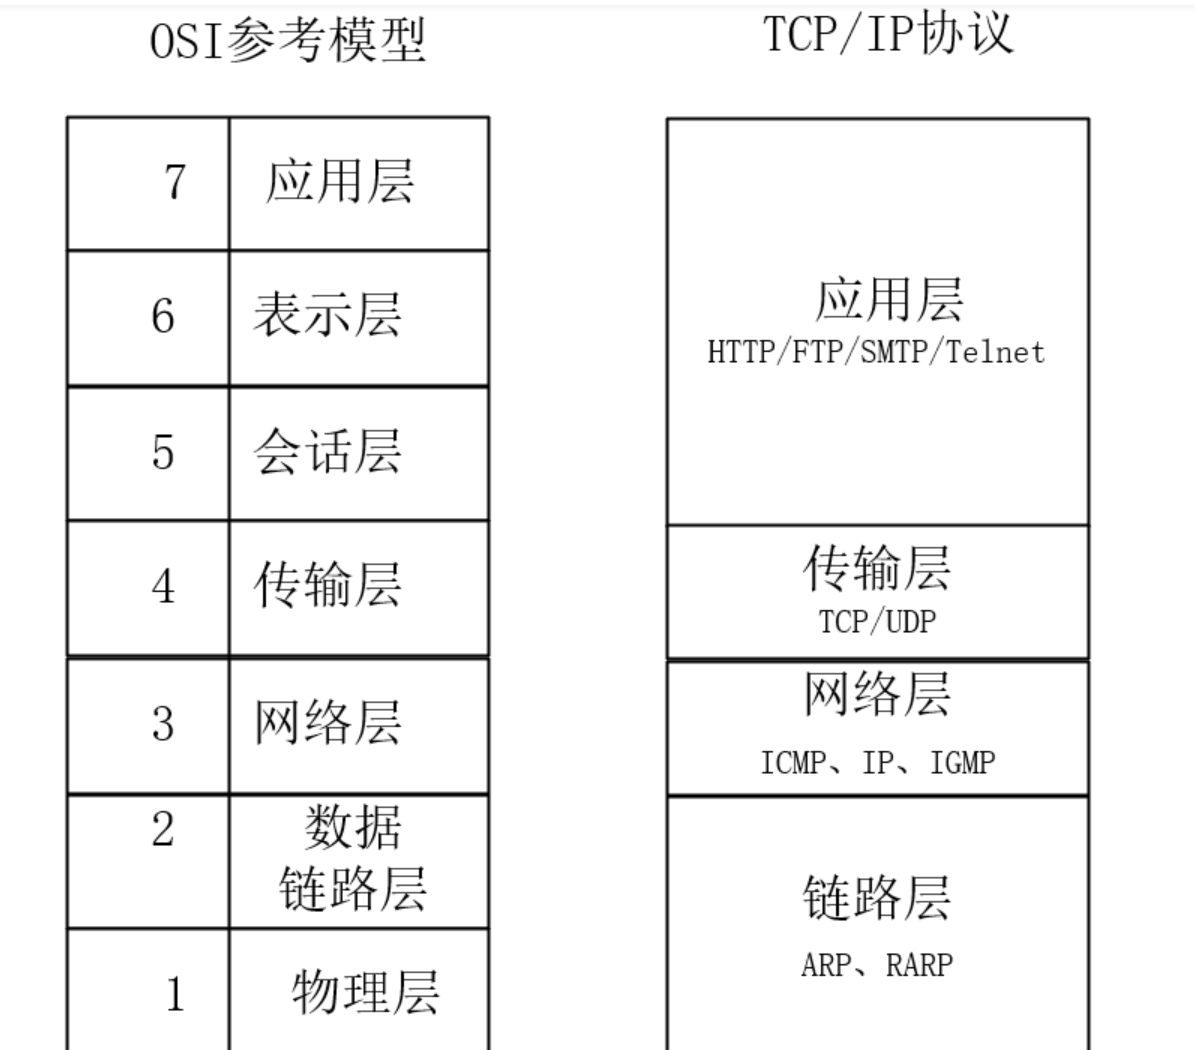 OSI参考模型
7 应用层
6 表示层
5 会话层
4 传输层
3 网络层
2 数据
链路层
1 物理层
TCP/IP协议
应用层
HTTP/FTP/SMTP/Telnet
传输层
TCP/UDP
网络层
ICMP、IP、IGMP
链路层
ARP、RARP